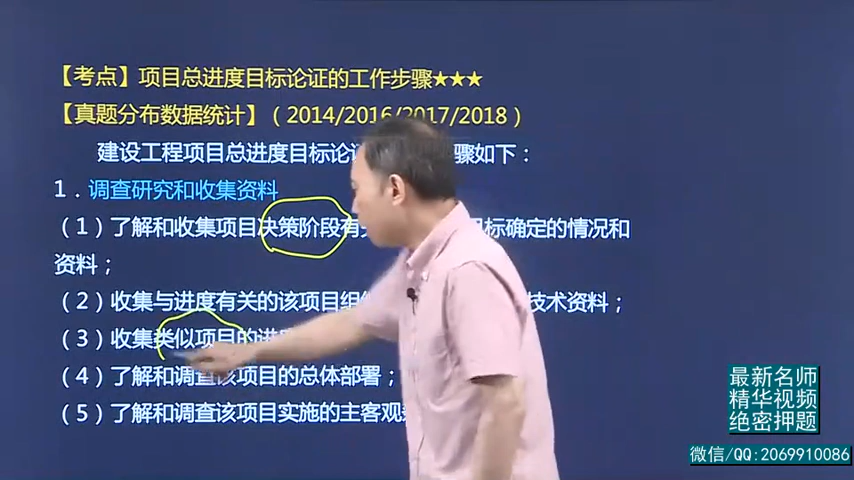 【考点】项目总进度目标论证的工作步骤★★★
【真题分布数据统计】（2014/2016/2017/2018）
建设工程项目总进度目标论 骤如下：
1．调查研究和收集资料
（1）了解和收集项目决策阶段有 标确定的情况和
资料；
（2）收集与进度有关的该项目组 技术资料；
（3）收集类似项目的进
（4）了解和调查该项目的总体部署；
（5）了解和调查该项目实施的主客观
最新名师
精华视频
绝密押题
微信/QQ:2069910086